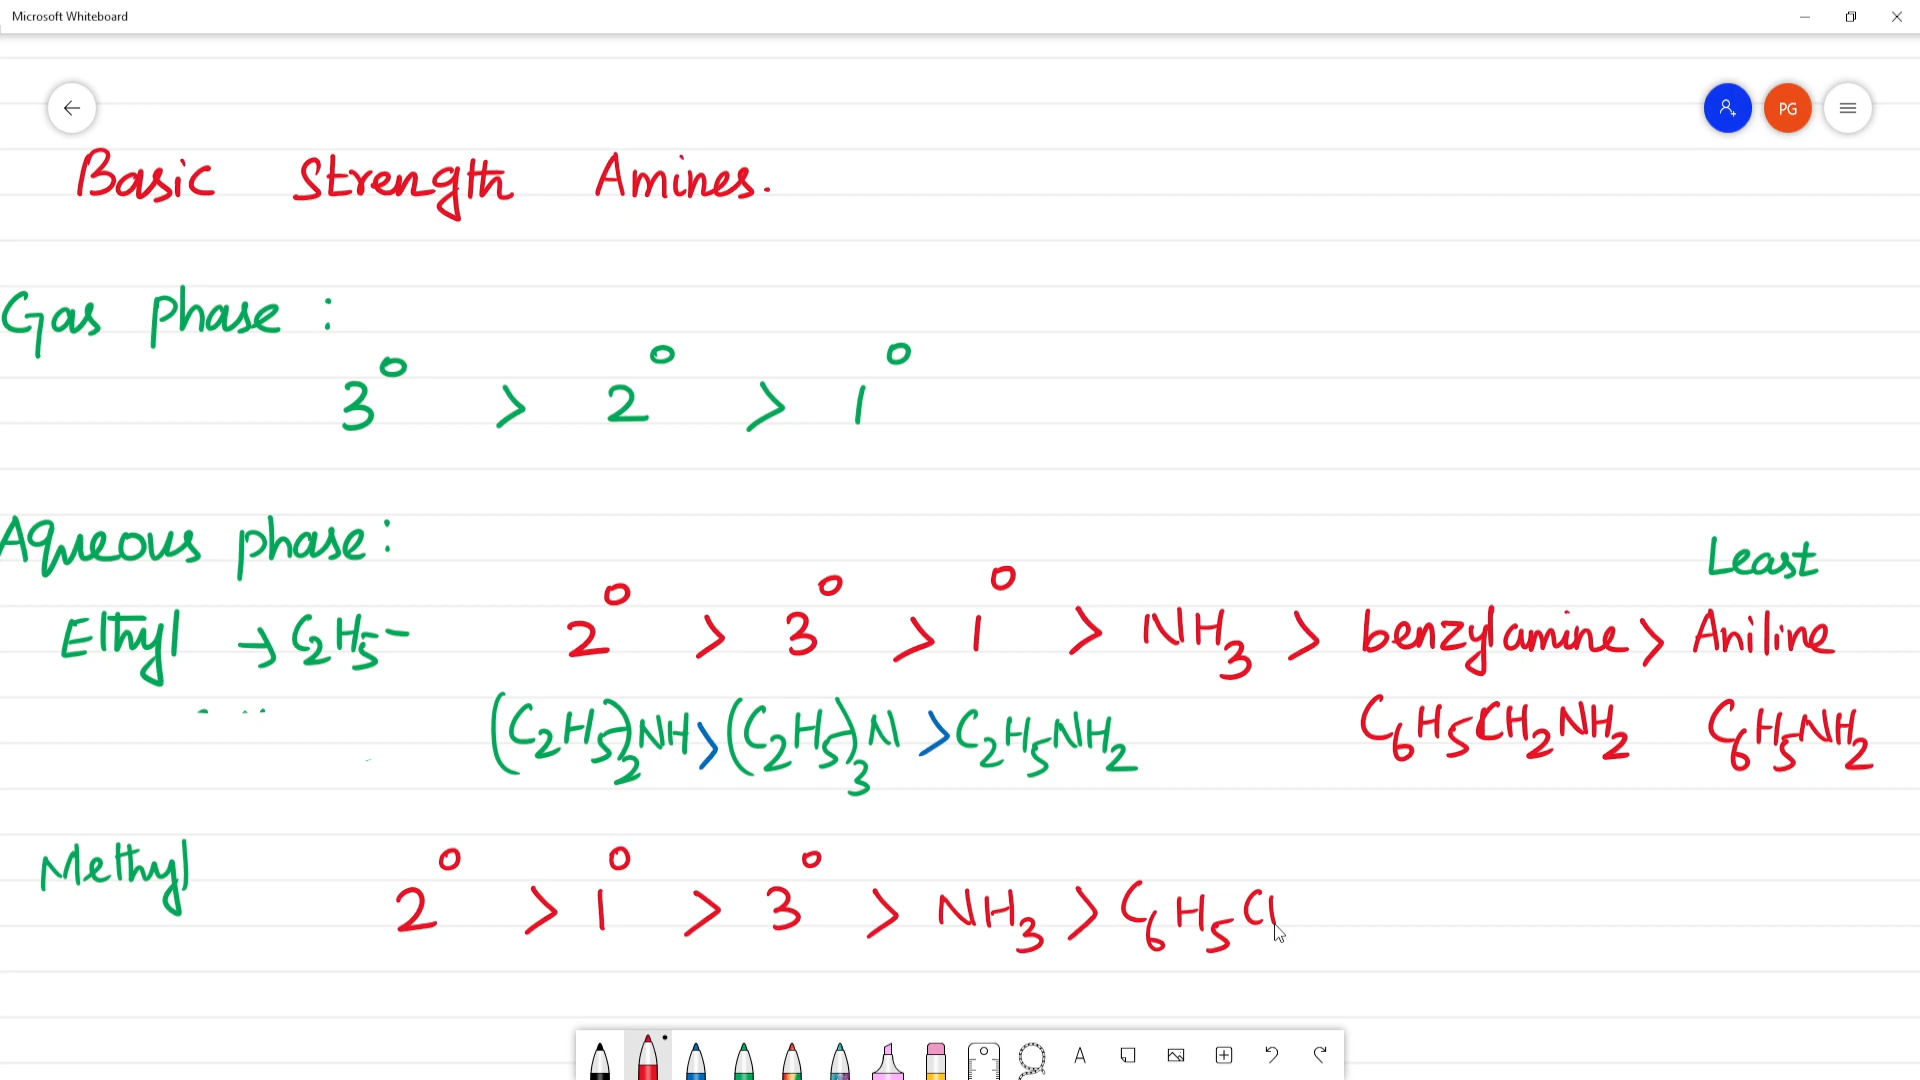 Microsoft Whiteboard
PG
Basic Strength Amines.
Gas phase :
3° > 2° > 1°
Aqueous phase :
Least
Ethyl → C2H5- 2° > 3° > 1° > NH3 > benzylamine > Aniline
(C2H5)2NH > (C2H5)3N > C2H5NH2 C6H5CH2NH2 C6H5NH2
Methyl 2° > 1° > 3° > NH3 > C6H5Cl
A